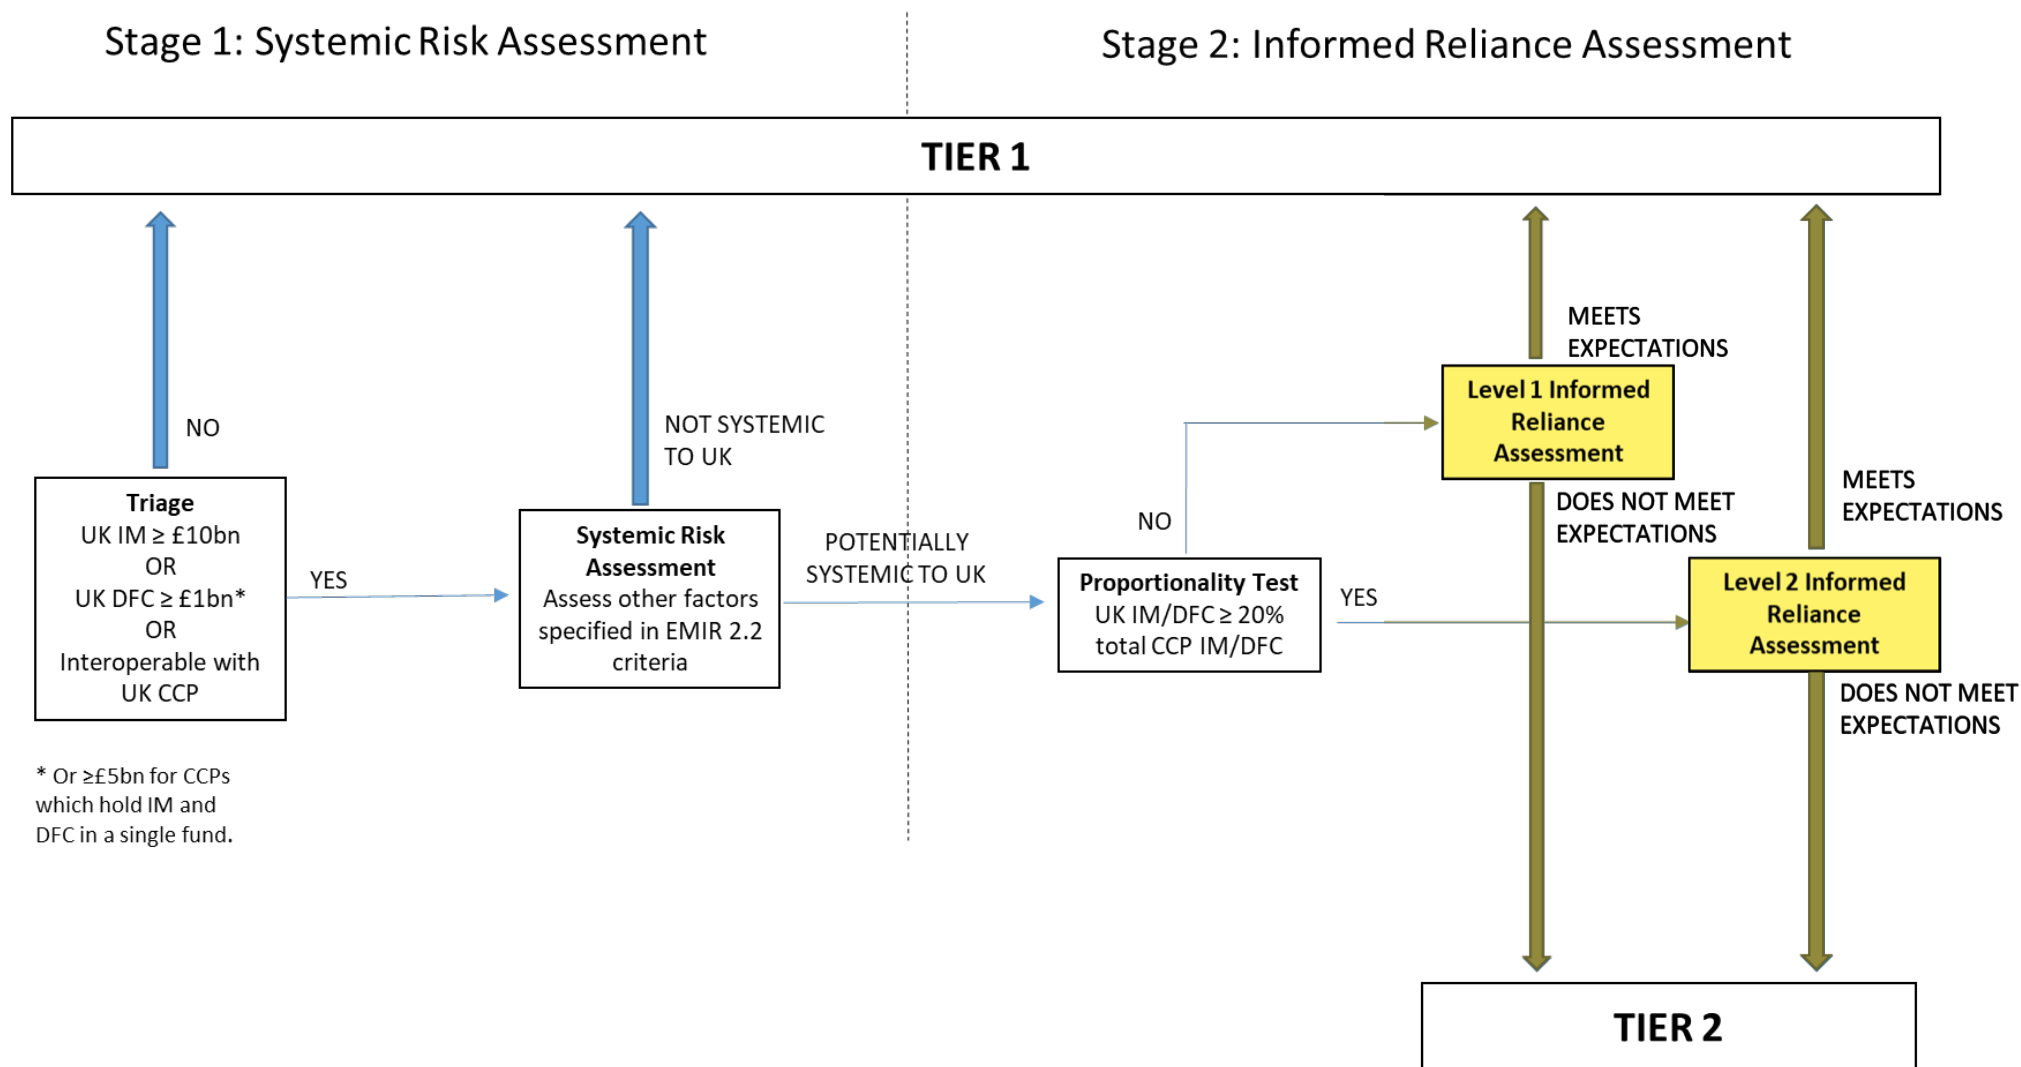 Stage 1: Systemic Risk Assessment
Stage 2: Informed Reliance Assessment
TIER 1
NO
Triage
UK IM ≥ £10bn
OR
UK DFC ≥ £1bn*
OR
Interoperable with
UK CCP
* Or ≥£5bn for CCPs
which hold IM and
DFC in a single fund.
YES
NOT SYSTEMIC
TO UK
Systemic Risk
Assessment
Assess other factors
specified in EMIR 2.2
criteria
POTENTIALLY
SYSTEMIC TO UK
Proportionality Test
UK IM/DFC ≥ 20%
total CCP IM/DFC
NO
YES
MEETS
EXPECTATIONS
Level 1 Informed
Reliance
Assessment
DOES NOT MEET
EXPECTATIONS
MEETS
EXPECTATIONS
Level 2 Informed
Reliance
Assessment
DOES NOT MEET
EXPECTATIONS
TIER 2